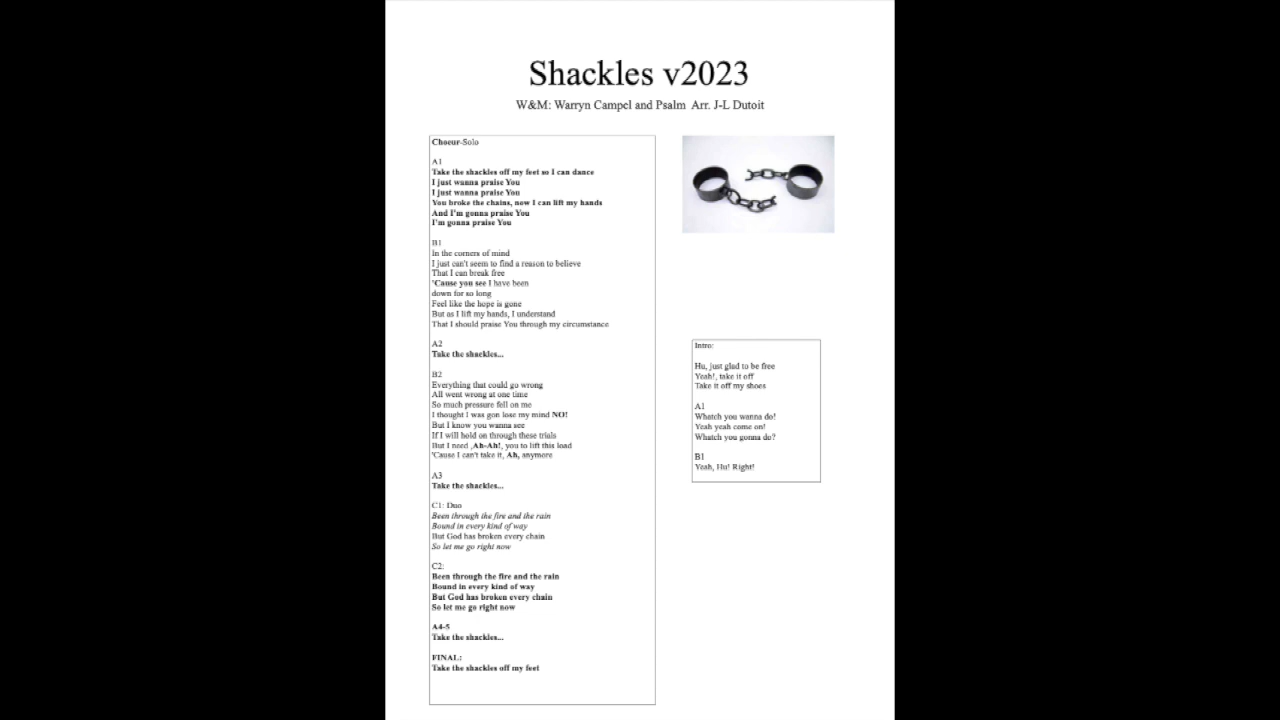 Shackles v2023
W&M: Warryn Campel and Psalm Arr. J-L Dutoit
Choeur-Solo
A1
Take the shackles off my feet so I can dance
I just wanna praise You
I just wanna praise You
You broke the chains, now I can lift my hands
And I'm gonna praise You
I'm gonna praise You
B1
In the corners of mind
I just can't seem to find a reason to believe
That I can break free
'Cause you see I have been
down for so long
Feel like the hope is gone
But as I lift my hands, I understand
That I should praise You through my circumstance
A2
Take the shackles...
B2
Everything that could go wrong
All went wrong at one time
So much pressure fell on me
I thought I was gon lose my mind NO!
But I know you wanna see
If I will hold on through these trials
But I need ,Ah-Ah!, you to lift this load
'Cause I can't take it, Ah, anymore
A3
Take the shackles...
C1: Duo
Been through the fire and the rain
Bound in every kind of way
But God has broken every chain
So let me go right now
C2:
Been through the fire and the rain
Bound in every kind of way
But God has broken every chain
So let me go right now
A4-5
Take the shackles...
FINAL:
Take the shackles off my feet
Intro:
Hu, just glad to be free
Yeah!, take it off
Take it off my shoes
A1
Whatch you wanna do!
Yeah yeah come on!
Whatch you gonna do?
B1
Yeah, Hu! Right!